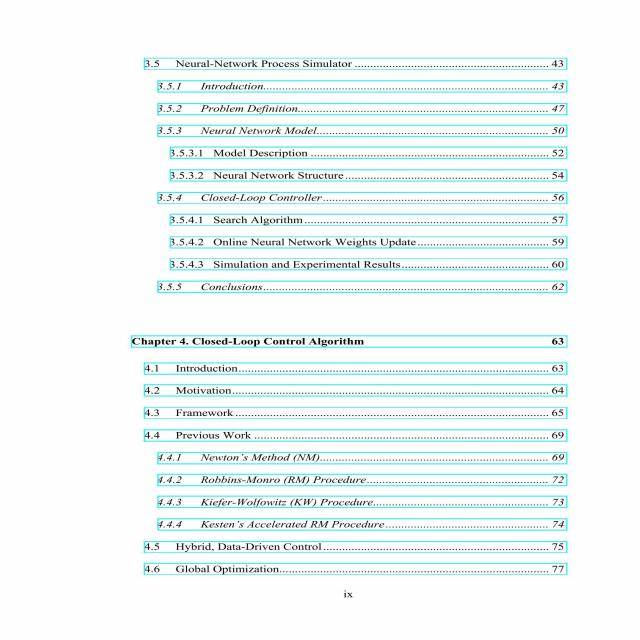 3.5 Neural-Network Process Simulator ................................................................ 43
3.5.1 Introduction............................................................................................ 43
3.5.2 Problem Definition................................................................................. 47
3.5.3 Neural Network Model........................................................................... 50
3.5.3.1 Model Description ............................................................................. 52
3.5.3.2 Neural Network Structure.................................................................. 54
3.5.4 Closed-Loop Controller......................................................................... 56
3.5.4.1 Search Algorithm............................................................................... 57
3.5.4.2 Online Neural Network Weights Update........................................... 59
3.5.4.3 Simulation and Experimental Results................................................ 60
3.5.5 Conclusions............................................................................................ 62
Chapter 4. Closed-Loop Control Algorithm 63
4.1 Introduction.................................................................................................... 63
4.2 Motivation...................................................................................................... 64
4.3 Framework..................................................................................................... 65
4.4 Previous Work ............................................................................................... 69
4.4.1 Newton’s Method (NM).......................................................................... 69
4.4.2 Robbins-Monro (RM) Procedure........................................................... 72
4.4.3 Kiefer-Wolfowitz (KW) Procedure......................................................... 73
4.4.4 Kesten’s Accelerated RM Procedure..................................................... 74
4.5 Hybrid, Data-Driven Control......................................................................... 75
4.6 Global Optimization....................................................................................... 77
ix